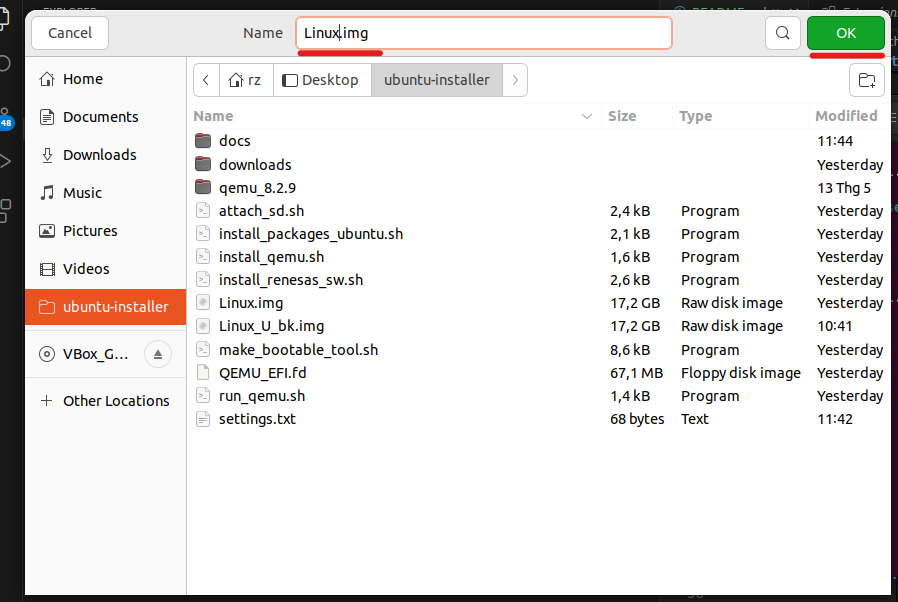 EXPLORER
Cancel
Name
Linux.img
OK
Home
Documents
Downloads
Music
Pictures
Videos
ubuntu-installer
VBox_G...
Other Locations
rz
Desktop
ubuntu-installer
Name Size Type Modified
docs 11:44
downloads Yesterday
qemu_8.2.9 13 Thg 5
attach_sd.sh 2,4 kB Program Yesterday
install_packages_ubuntu.sh 2,1 kB Program Yesterday
install_qemu.sh 1,6 kB Program Yesterday
install_renesas_sw.sh 2,6 kB Program Yesterday
Linux.img 17,2 GB Raw disk image Yesterday
Linux_U_bk.img 17,2 GB Raw disk image 10:41
make_bootable_tool.sh 8,6 kB Program Yesterday
QEMU_EFI.fd 67,1 MB Floppy disk image Yesterday
run_qemu.sh 1,4 kB Program Yesterday
settings.txt 68 bytes Text 11:42
48